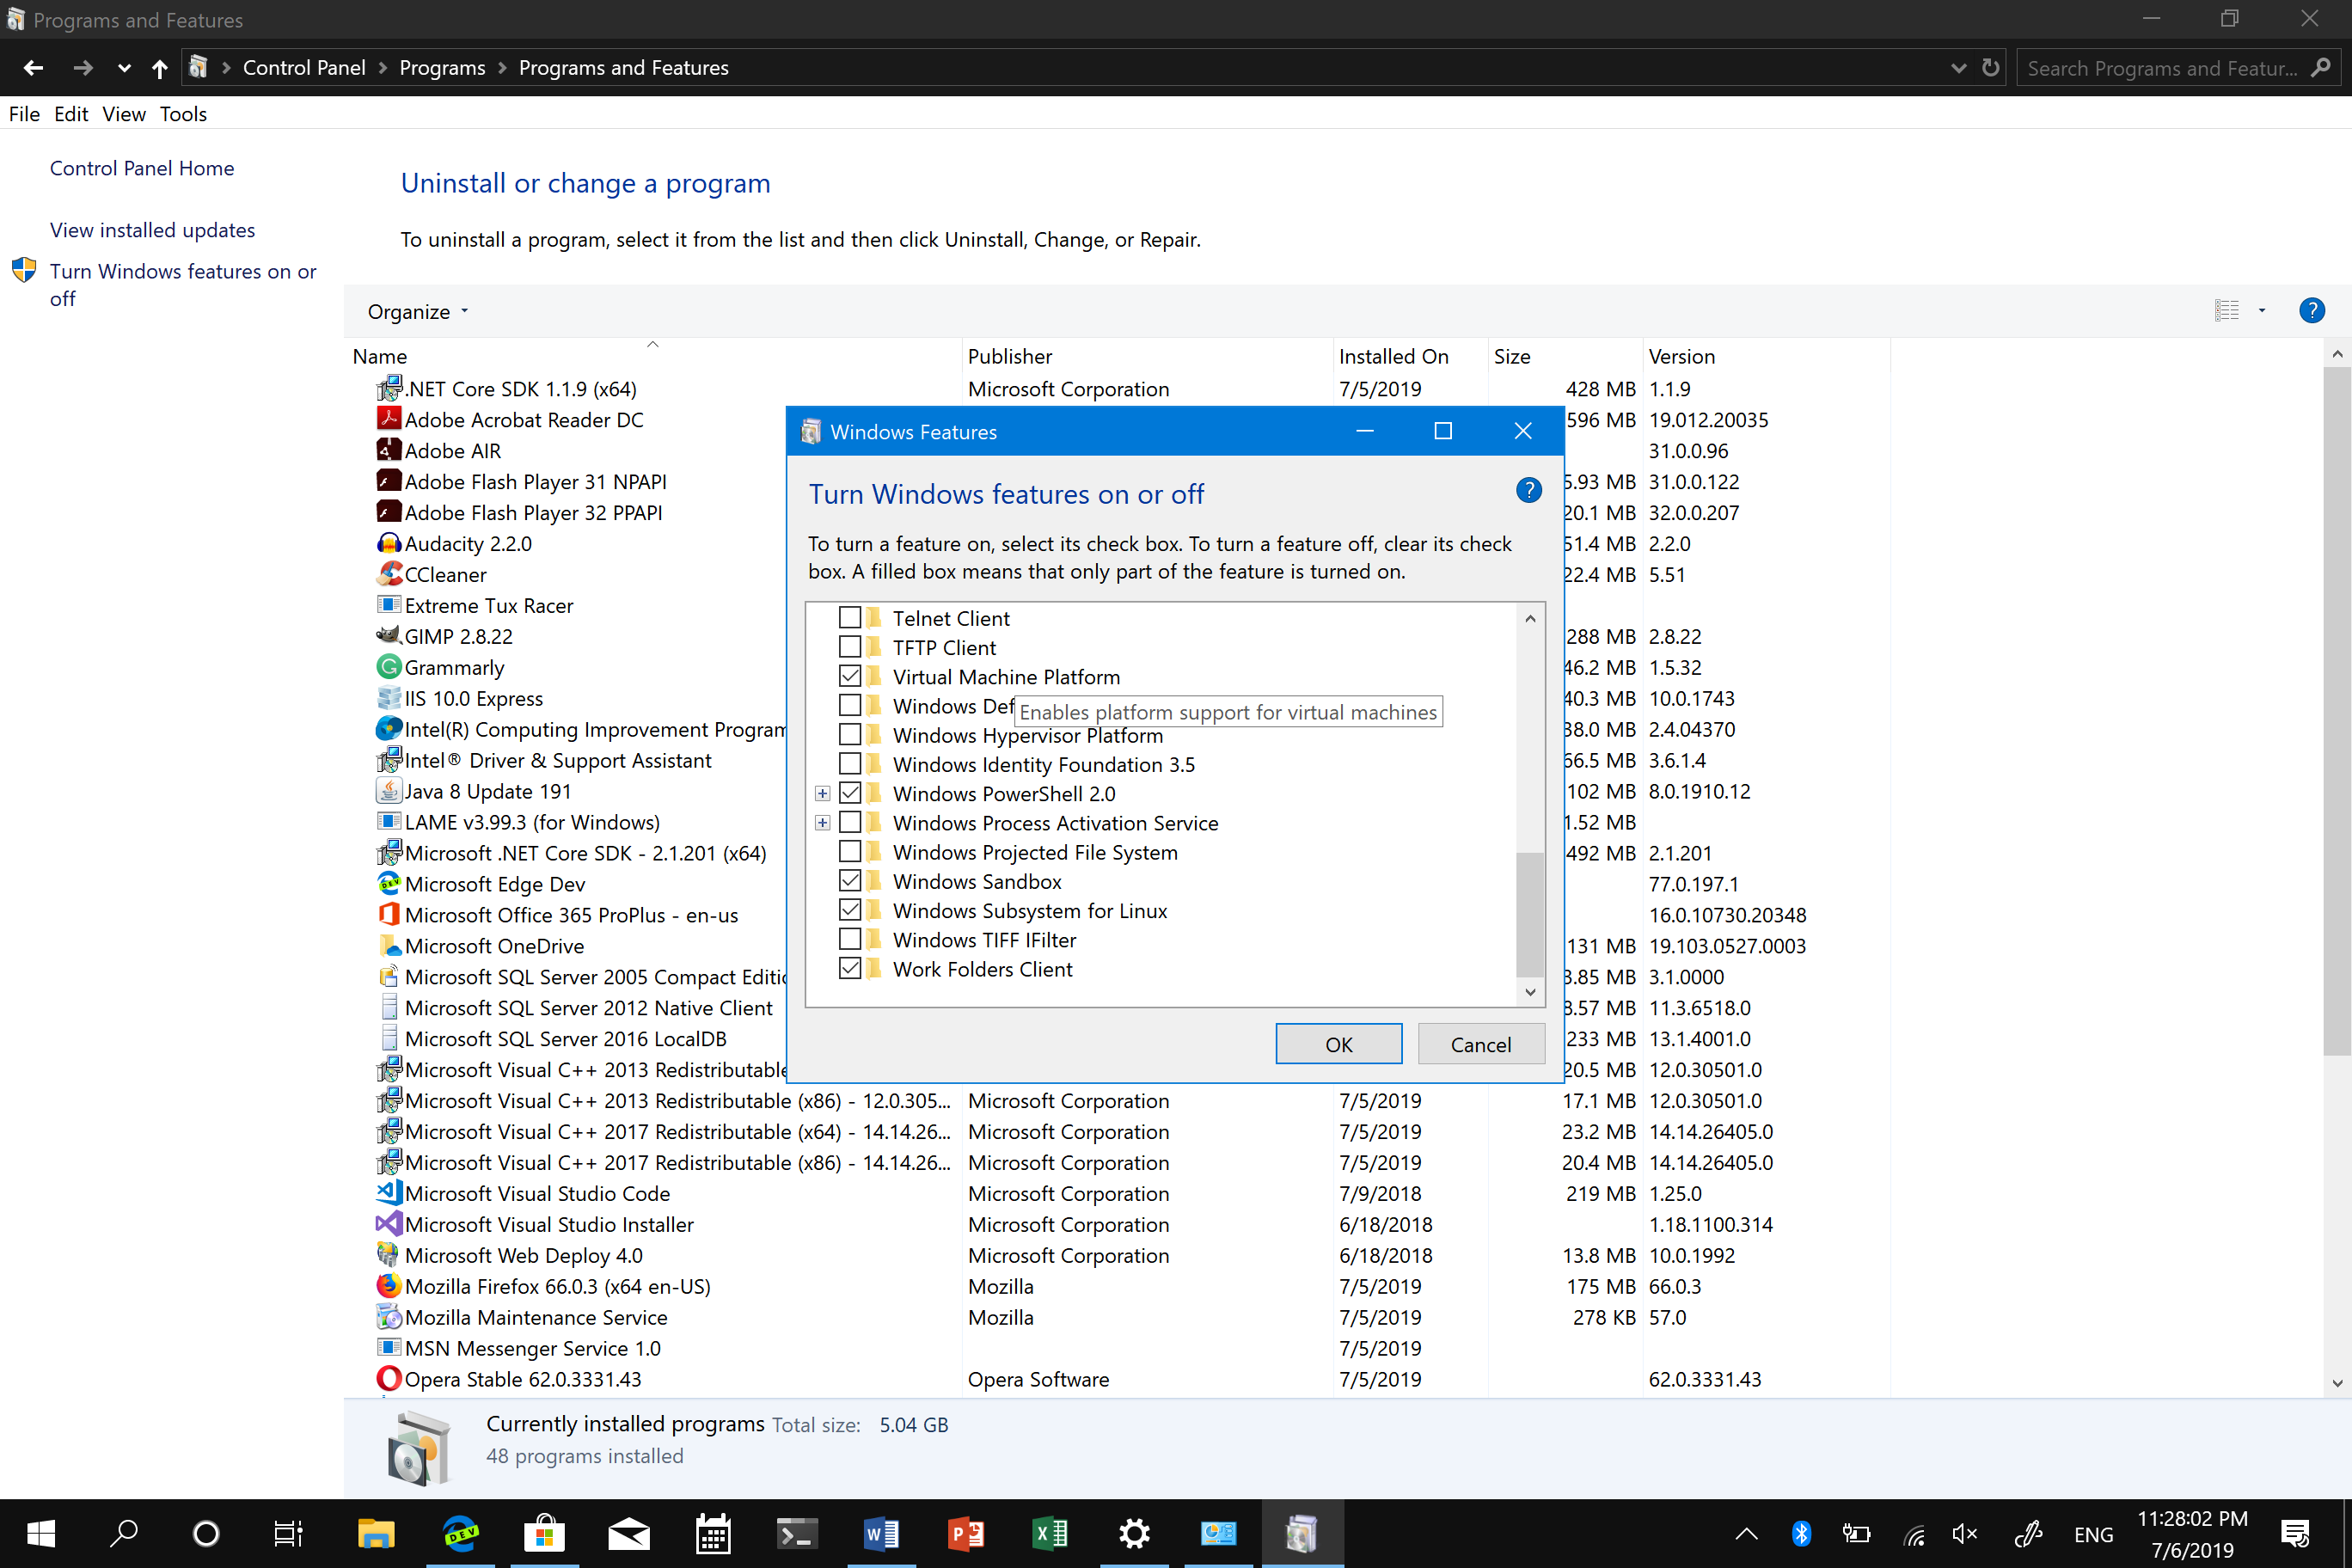 Programs and Features
Control Panel > Programs > Programs and Features
Search Programs and Featur...
File Edit View Tools
Control Panel Home
View installed updates
Turn Windows features on or
off
Uninstall or change a program
To uninstall a program, select it from the list and then click Uninstall, Change, or Repair.
Organize
Name Publisher Installed On Size Version
.NET Core SDK 1.1.9 (x64) Microsoft Corporation 7/5/2019 428 MB 1.1.9
Adobe Acrobat Reader DC 596 MB 19.012.20035
Adobe AIR 31.0.0.96
Adobe Flash Player 31 NPAPI 5.93 MB 31.0.0.122
Adobe Flash Player 32 PPAPI 20.1 MB 32.0.0.207
Audacity 2.2.0 51.4 MB 2.2.0
CCleaner 22.4 MB 5.51
Extreme Tux Racer
GIMP 2.8.22 288 MB 2.8.22
Grammarly 46.2 MB 1.5.32
IIS 10.0 Express 40.3 MB 10.0.1743
Intel(R) Computing Improvement Program 38.0 MB 2.4.04370
Intel® Driver & Support Assistant 66.5 MB 3.6.1.4
Java 8 Update 191 102 MB 8.0.1910.12
LAME v3.99.3 (for Windows) 1.52 MB
Microsoft .NET Core SDK - 2.1.201 (x64) 492 MB 2.1.201
Microsoft Edge Dev 77.0.197.1
Microsoft Office 365 ProPlus - en-us 16.0.10730.20348
Microsoft OneDrive 131 MB 19.103.0527.0003
Microsoft SQL Server 2005 Compact Editi 3.85 MB 3.1.0000
Microsoft SQL Server 2012 Native Client 8.57 MB 11.3.6518.0
Microsoft SQL Server 2016 LocalDB 233 MB 13.1.4001.0
Microsoft Visual C++ 2013 Redistributable 20.5 MB 12.0.30501.0
Microsoft Visual C++ 2013 Redistributable (x86) - 12.0.305... Microsoft Corporation 7/5/2019 17.1 MB 12.0.30501.0
Microsoft Visual C++ 2017 Redistributable (x64) - 14.14.26... Microsoft Corporation 7/5/2019 23.2 MB 14.14.26405.0
Microsoft Visual C++ 2017 Redistributable (x86) - 14.14.26... Microsoft Corporation 7/5/2019 20.4 MB 14.14.26405.0
Microsoft Visual Studio Code Microsoft Corporation 7/9/2018 219 MB 1.25.0
Microsoft Visual Studio Installer Microsoft Corporation 6/18/2018 1.18.1100.314
Microsoft Web Deploy 4.0 Microsoft Corporation 6/18/2018 13.8 MB 10.0.1992
Mozilla Firefox 66.0.3 (x64 en-US) Mozilla 7/5/2019 175 MB 66.0.3
Mozilla Maintenance Service Mozilla 7/5/2019 278 KB 57.0
MSN Messenger Service 1.0 7/5/2019
Opera Stable 62.0.3331.43 Opera Software 7/5/2019 62.0.3331.43
Windows Features
Turn Windows features on or off
To turn a feature on, select its check box. To turn a feature off, clear its check
box. A filled box means that only part of the feature is turned on.
Telnet Client
TFTP Client
Virtual Machine Platform
Windows Def
Enables platform support for virtual machines
Windows Hypervisor Platform
Windows Identity Foundation 3.5
Windows PowerShell 2.0
Windows Process Activation Service
Windows Projected File System
Windows Sandbox
Windows Subsystem for Linux
Windows TIFF IFilter
Work Folders Client
OK Cancel
Currently installed programs Total size: 5.04 GB
48 programs installed
DEV
ENG
11:28:02 PM
7/6/2019